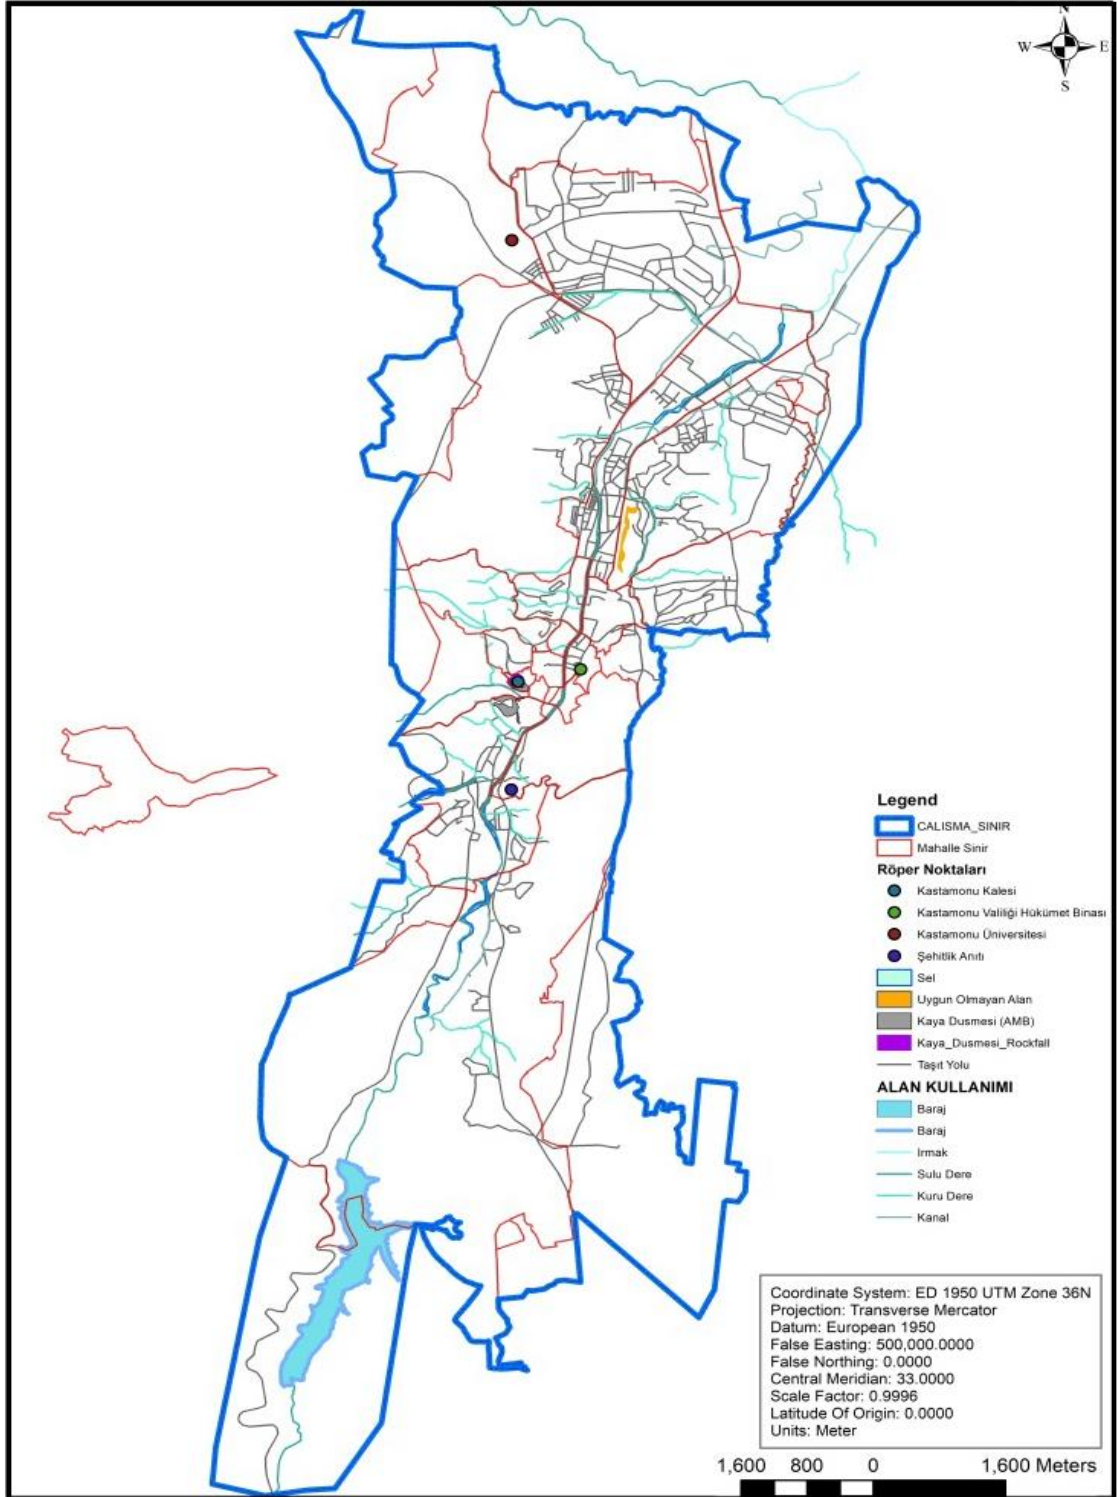 N
W E
S
Legend
CALISMA_SINIR
Mahalle Sinir
Röper Noktaları
Kastamonu Kalesi
Kastamonu Valiliği Hükümet Binası
Kastamonu Üniversitesi
Şehitlik Anıtı
Sel
Uygun Olmayan Alan
Kaya Dusmesi (AMB)
Kaya_Dusmesi_Rockfall
Taşıt Yolu
ALAN KULLANIMI
Baraj
Baraj
Irmak
Sulu Dere
Kuru Dere
Kanal
Coordinate System: ED 1950 UTM Zone 36N
Projection: Transverse Mercator
Datum: European 1950
False Easting: 500,000.0000
False Northing: 0.0000
Central Meridian: 33.0000
Scale Factor: 0.9996
Latitude Of Origin: 0.0000
Units: Meter
1,600 800 0 1,600 Meters